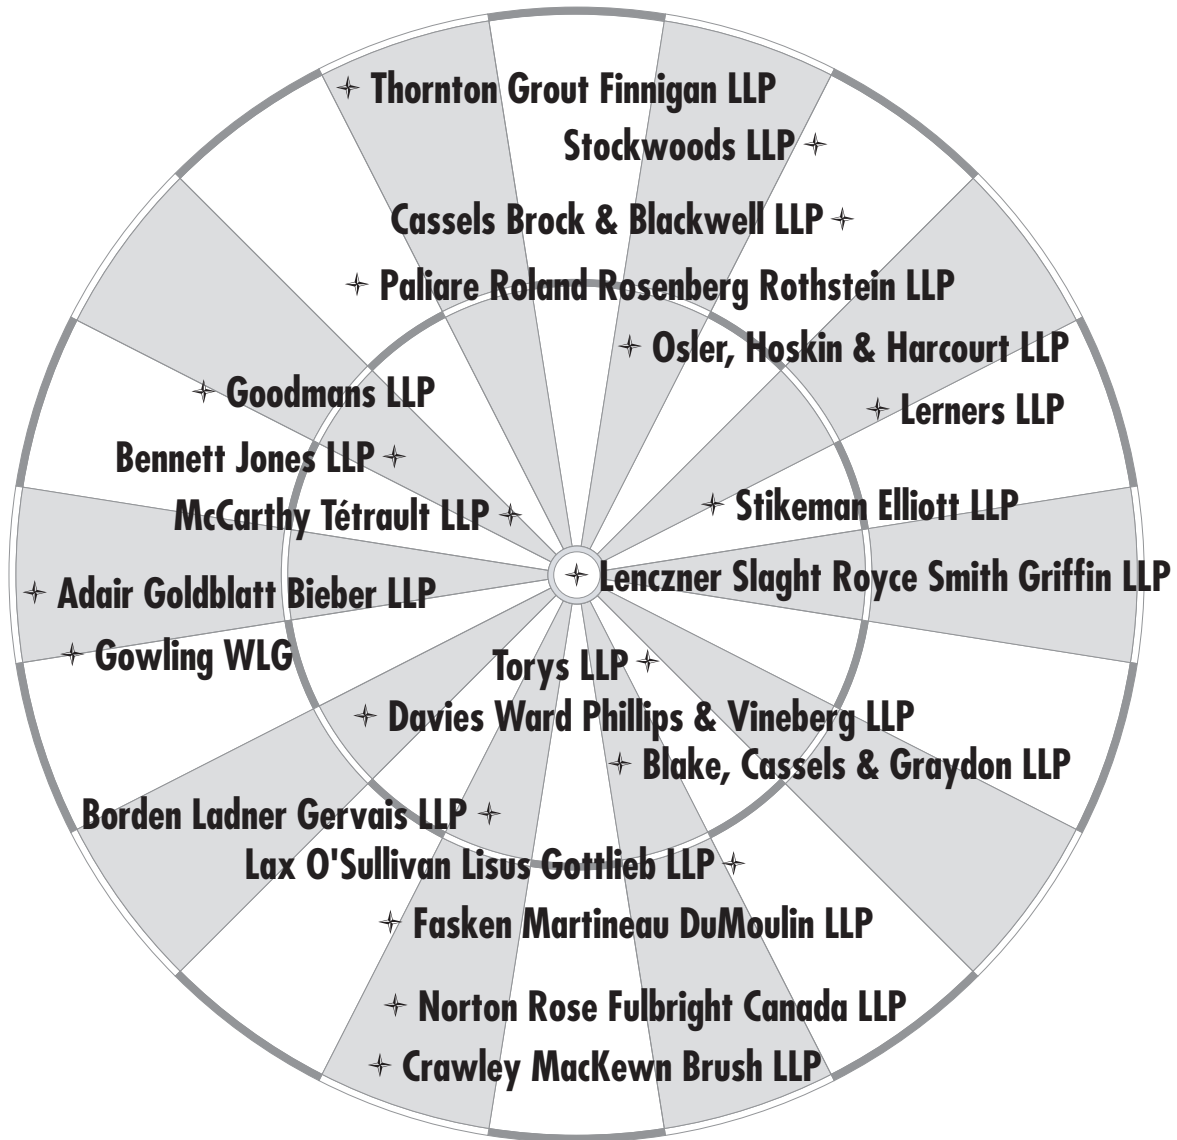 Thornton Grout Finnigan LLP
Stockwoods LLP
Cassels Brock & Blackwell LLP
Paliare Roland Rosenberg Rothstein LLP
Osler, Hoskin & Harcourt LLP
Goodmans LLP
Lerners LLP
Bennett Jones LLP
Stikeman Elliott LLP
McCarthy Tétrault LLP
Lenczner Slaght Royce Smith Griffin LLP
Adair Goldblatt Bieber LLP
Gowling WLG
Torys LLP
Davies Ward Phillips & Vineberg LLP
Blake, Cassels & Graydon LLP
Borden Ladner Gervais LLP
Lax O'Sullivan Lisus Gottlieb LLP
Fasken Martineau DuMoulin LLP
Norton Rose Fulbright Canada LLP
Crawley MacKewn Brush LLP